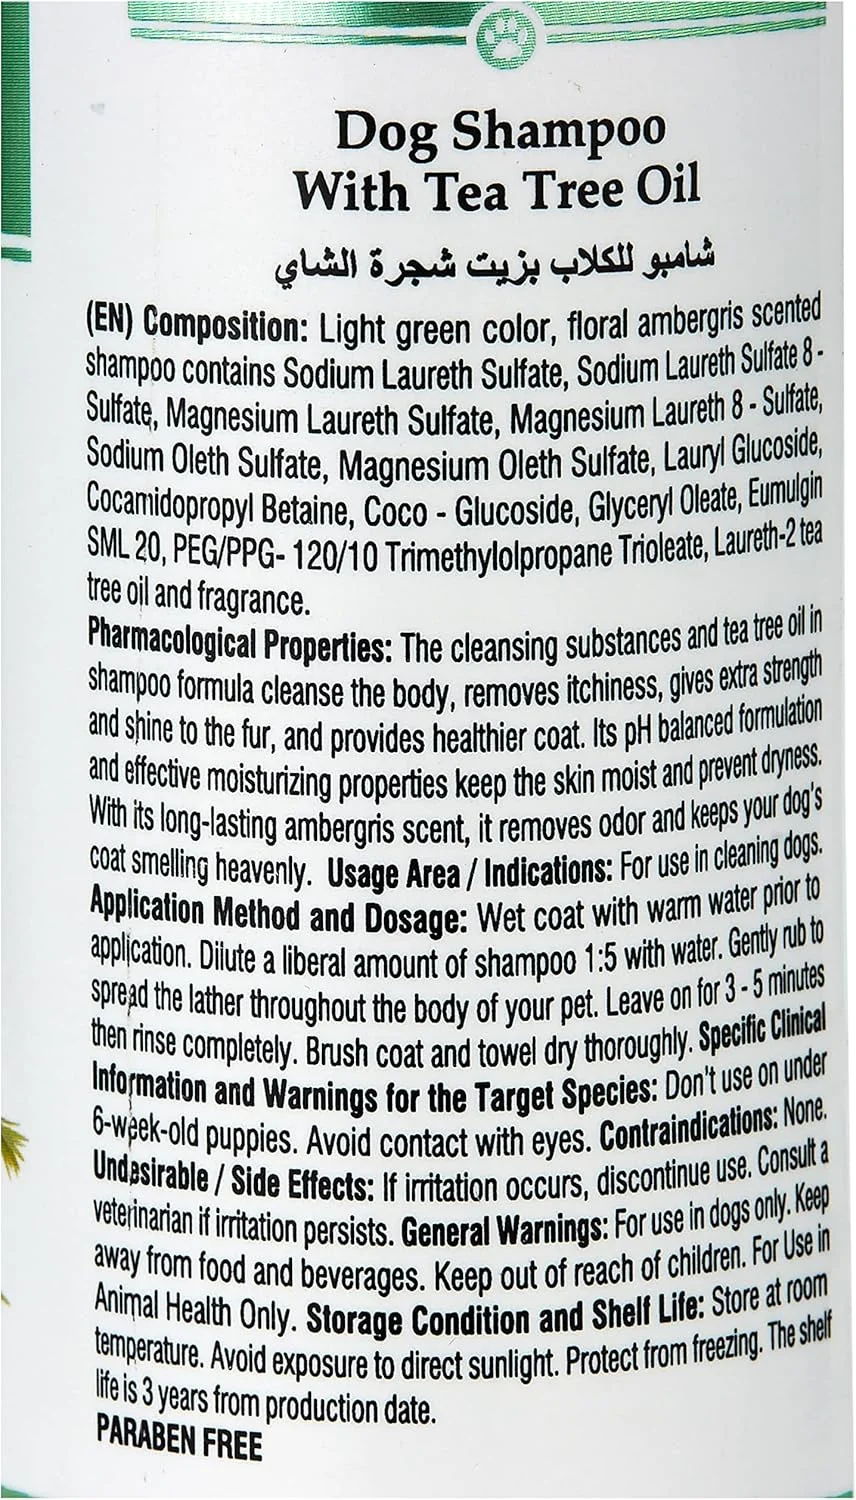 Dog Shampoo
With Tea Tree Oil
شامبو للكلاب بزيت شجرة الشاي
(EN) Composition: Light green color, floral ambergris scented
shampoo contains Sodium Laureth Sulfate, Sodium Laureth Sulfate 8 -
Sulfate, Magnesium Laureth Sulfate, Magnesium Laureth 8 - Sulfate,
Sodium Oleth Sulfate, Magnesium Oleth Sulfate, Lauryl Glucoside,
Cocamidopropyl Betaine, Coco - Glucoside, Glyceryl Oleate, Eumulgin
SML 20, PEG/PPG- 120/10 Trimethylolpropane Trioleate, Laureth-2 tea
tree oil and fragrance.
Pharmacological Properties: The cleansing substances and tea tree oil in
shampoo formula cleanse the body, removes itchiness, gives extra strength
and shine to the fur, and provides healthier coat. Its pH balanced formulation
and effective moisturizing properties keep the skin moist and prevent dryness.
With its long-lasting ambergris scent, it removes odor and keeps your dog's
coat smelling heavenly. Usage Area / Indications: For use in cleaning dogs.
Application Method and Dosage: Wet coat with warm water prior to
application. Dilute a liberal amount of shampoo 1:5 with water. Gently rub to
spread the lather throughout the body of your pet. Leave on for 3 - 5 minutes
then rinse completely. Brush coat and towel dry thoroughly. Specific Clinical
Information and Warnings for the Target Species: Don't use on under
6-week-old puppies. Avoid contact with eyes. Contraindications: None.
Undesirable / Side Effects: If irritation occurs, discontinue use. Consult a
veterinarian if irritation persists. General Warnings: For use in dogs only. Keep
away from food and beverages. Keep out of reach of children. For Use in
Animal Health Only. Storage Condition and Shelf Life: Store at room
temperature. Avoid exposure to direct sunlight. Protect from freezing. The shelf
life is 3 years from production date.
PARABEN FREE